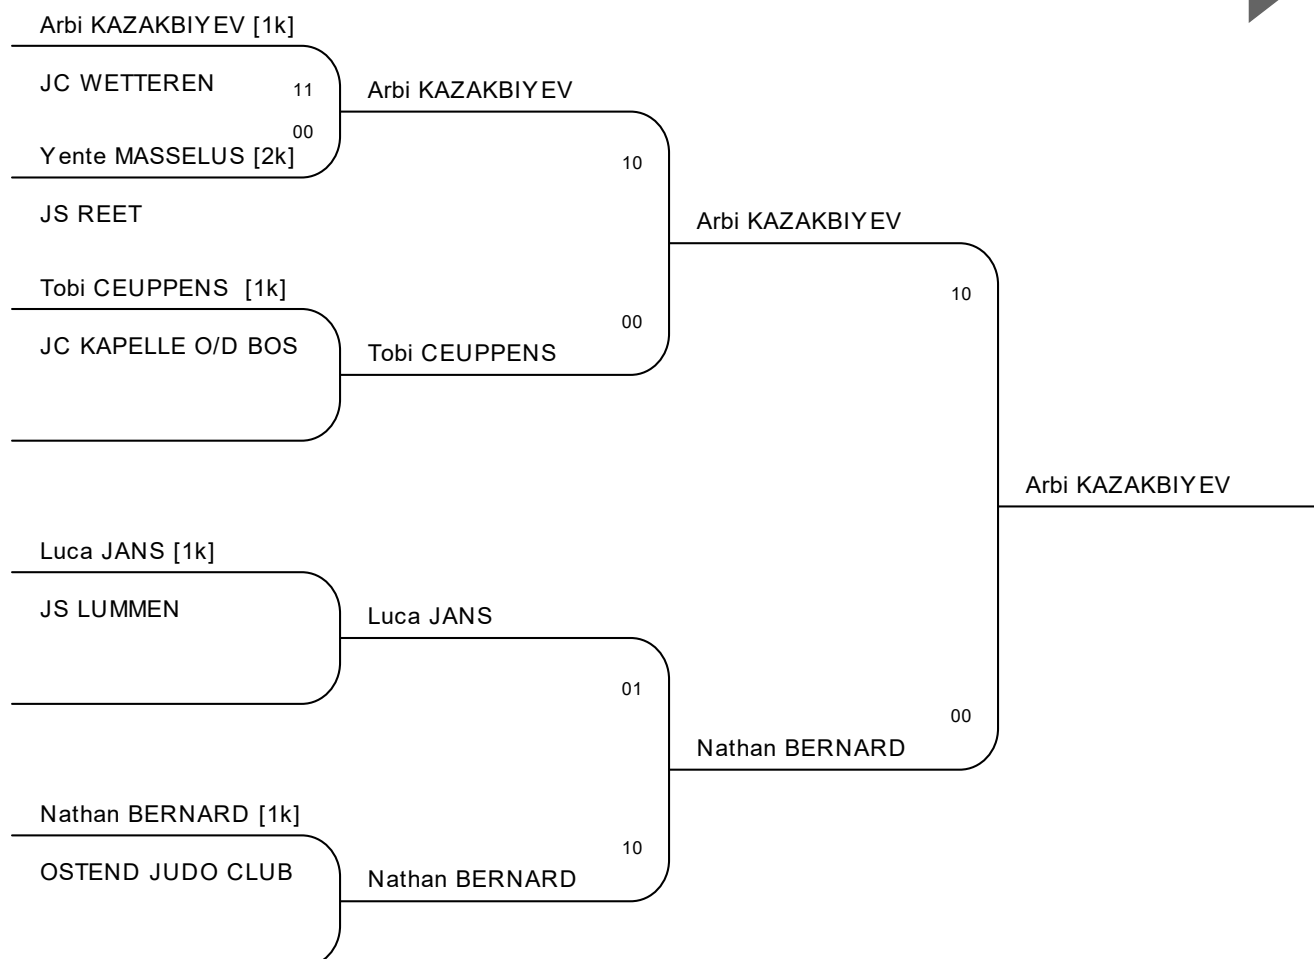 Arbi KAZAKBIYEV [1k]
JC WETTEREN
11
Arbi KAZAKBIYEV
00
Yente MASSELUS [2k]
10
JS REET
Arbi KAZAKBIYEV
Tobi CEUPPENS [1k]
10
00
JC KAPELLE O/D BOS
Tobi CEUPPENS
Arbi KAZAKBIYEV
Luca JANS [1k]
JS LUMMEN
Luca JANS
01
00
Nathan BERNARD
Nathan BERNARD [1k]
10
OSTEND JUDO CLUB
Nathan BERNARD